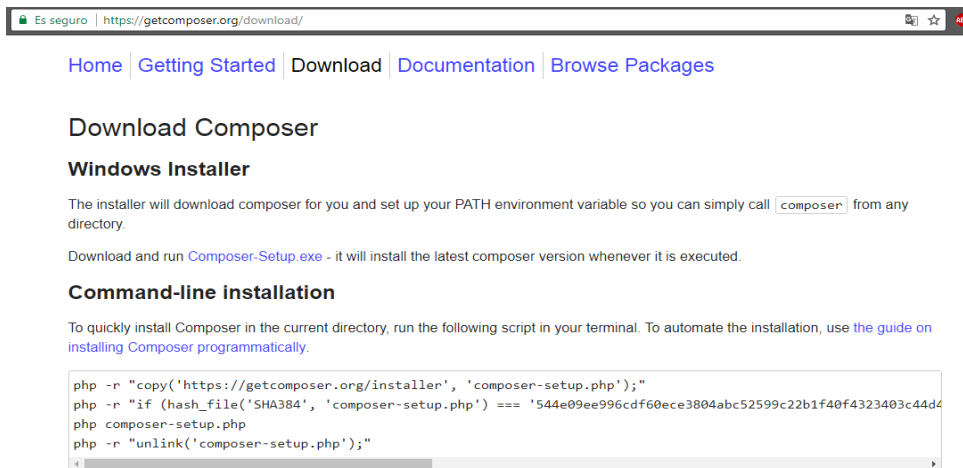 Es seguro | https://getcomposer.org/download/
Home Getting Started Download Documentation Browse Packages
Download Composer
Windows Installer
The installer will download composer for you and set up your PATH environment variable so you can simply call composer from any
directory.
Download and run Composer-Setup.exe - it will install the latest composer version whenever it is executed.
Command-line installation
To quickly install Composer in the current directory, run the following script in your terminal. To automate the installation, use the guide on
installing Composer programmatically.
php -r "copy('https://getcomposer.org/installer', 'composer-setup.php');"
php -r "if (hash_file('SHA384', 'composer-setup.php') === '544e09ee996cdf60ece3804abc52599c22b1f40f4323403c44d4
php composer-setup.php
php -r "unlink('composer-setup.php');"